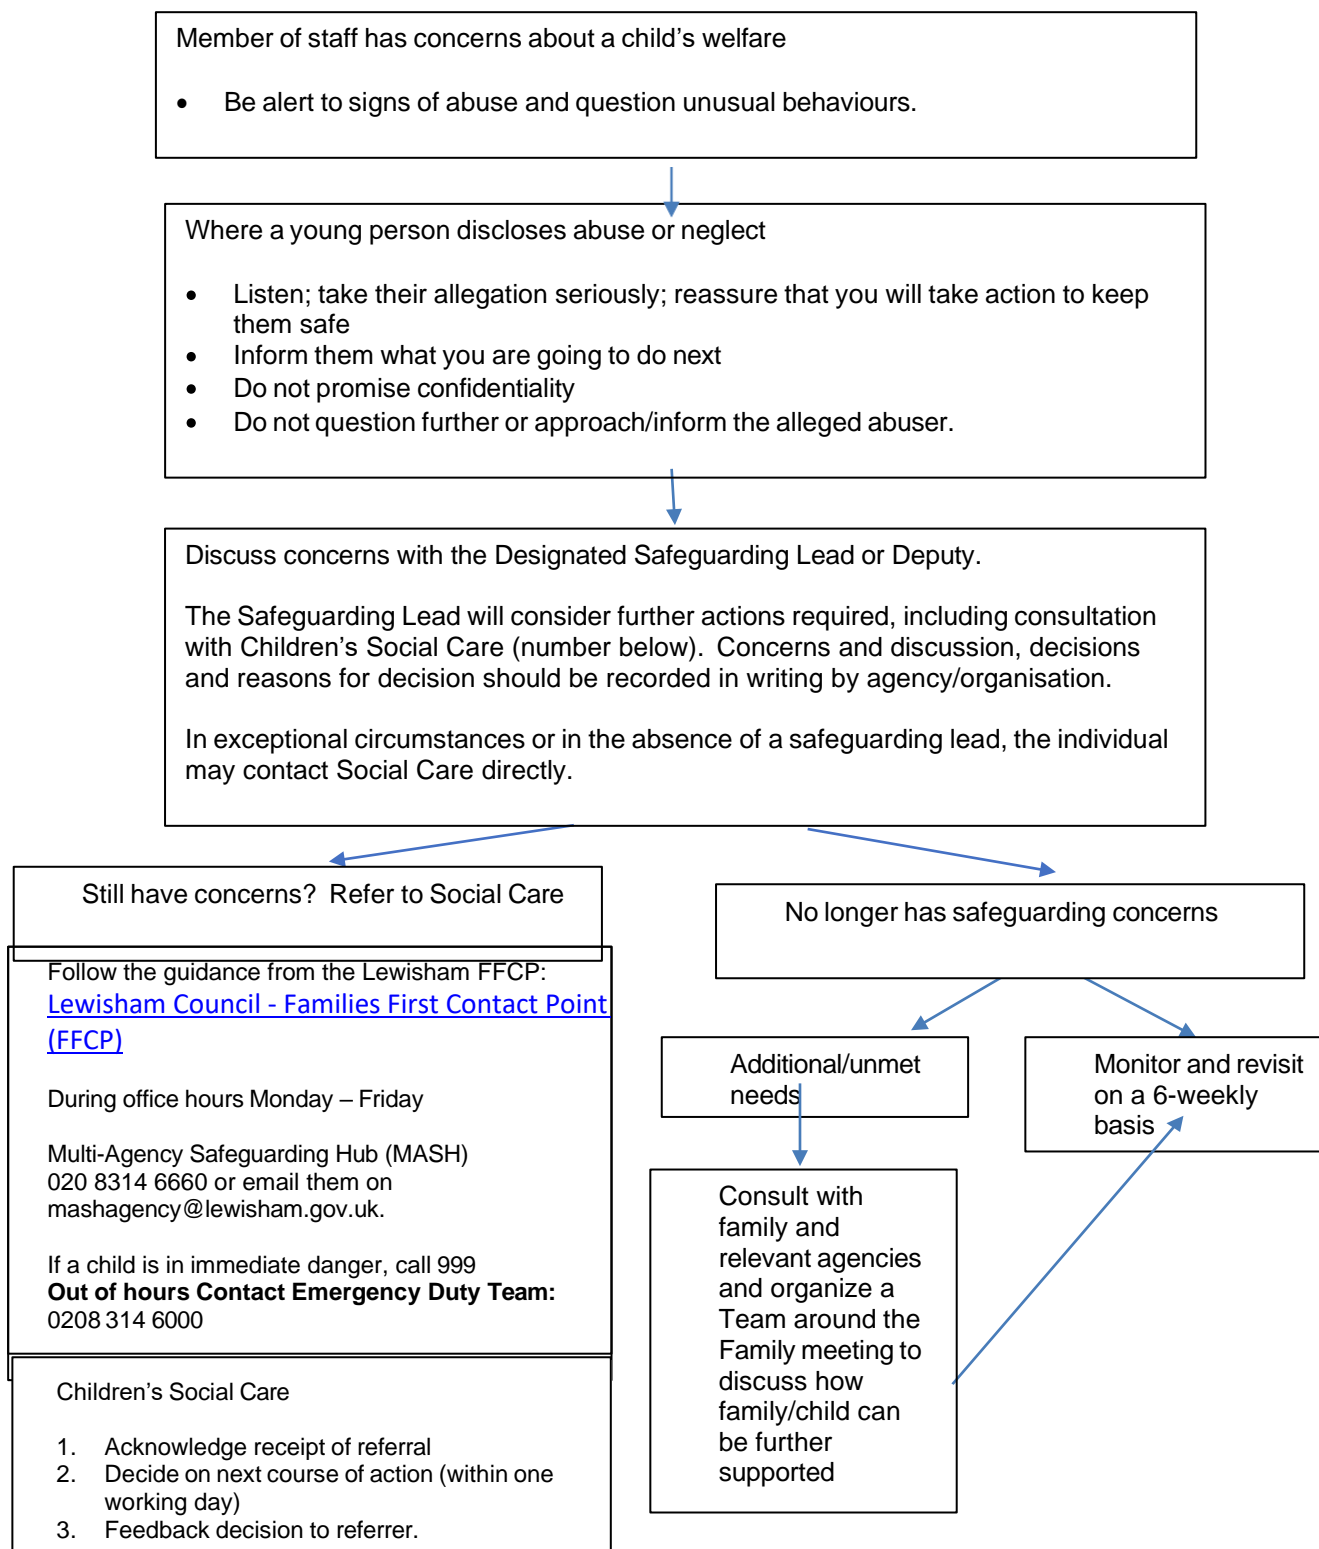 Member of staff has concerns about a child’s welfare
• Be alert to signs of abuse and question unusual behaviours.
Where a young person discloses abuse or neglect
• Listen; take their allegation seriously; reassure that you will take action to keep
them safe
• Inform them what you are going to do next
• Do not promise confidentiality
• Do not question further or approach/inform the alleged abuser.
Discuss concerns with the Designated Safeguarding Lead or Deputy.
The Safeguarding Lead will consider further actions required, including consultation
with Children’s Social Care (number below). Concerns and discussion, decisions
and reasons for decision should be recorded in writing by agency/organisation.
In exceptional circumstances or in the absence of a safeguarding lead, the individual
may contact Social Care directly.
Still have concerns? Refer to Social Care
Follow the guidance from the Lewisham FFCP:
Lewisham Council - Families First Contact Point
(FFCP)
During office hours Monday – Friday
Multi-Agency Safeguarding Hub (MASH)
020 8314 6660 or email them on
mashagency@lewisham.gov.uk.
If a child is in immediate danger, call 999
Out of hours Contact Emergency Duty Team:
0208 314 6000
Children’s Social Care
1. Acknowledge receipt of referral
2. Decide on next course of action (within one
working day)
3. Feedback decision to referrer.
No longer has safeguarding concerns
Additional/unmet
needs
Consult with
family and
relevant agencies
and organize a
Team around the
Family meeting to
discuss how
family/child can
be further
supported
Monitor and revisit
on a 6-weekly
basis